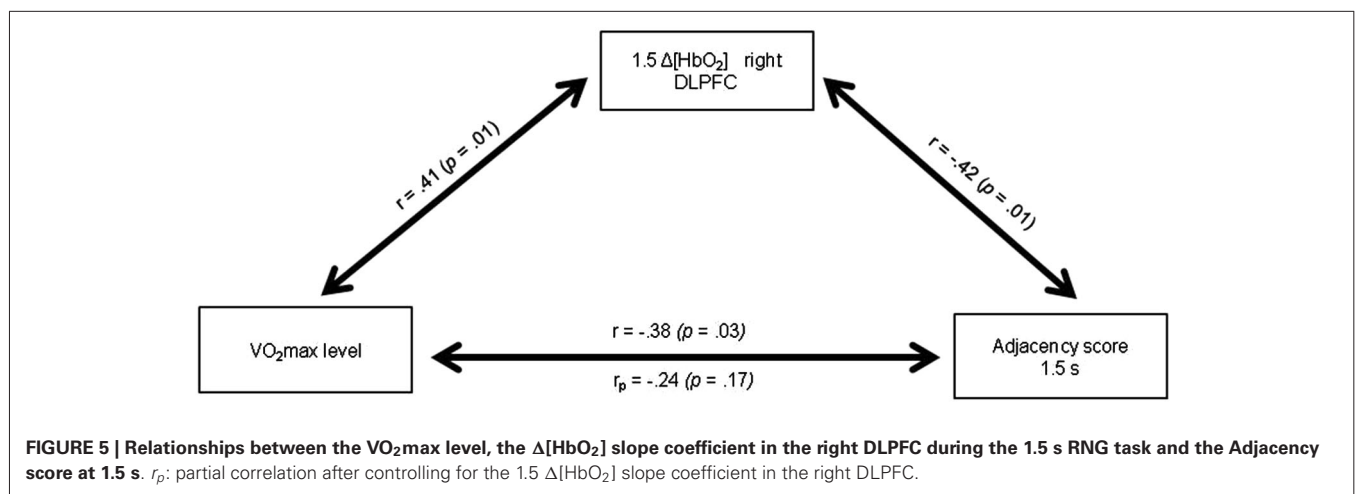 1.5 Δ[HbO₂] right
DLPFC
r = .41 (p = .01)
r = -.42 (p = .01)
VO₂max level
r = -.38 (p = .03)
rₚ = -.24 (p = .17)
Adjacency score
1.5 s
FIGURE 5 | Relationships between the VO₂max level, the Δ[HbO₂] slope coefficient in the right DLPFC during the 1.5 s RNG task and the Adjacency
score at 1.5 s. rₚ: partial correlation after controlling for the 1.5 Δ[HbO₂] slope coefficient in the right DLPFC.